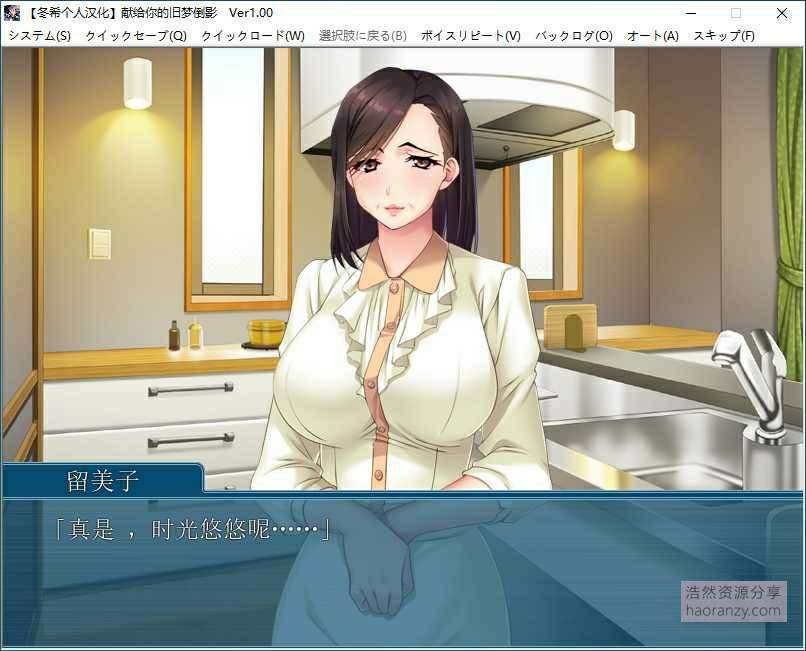 【冬希个人汉化】献给你的旧梦倒影 Ver1.00
システム(S) クイックセーブ(Q) クイックロード(W) 選択肢に戻る(B) ボイスリピート(V) バックログ(O) オート(A) スキップ(F)
留美子
「真是 ，时光悠悠呢……」
浩然资源分享
haoranzy.com